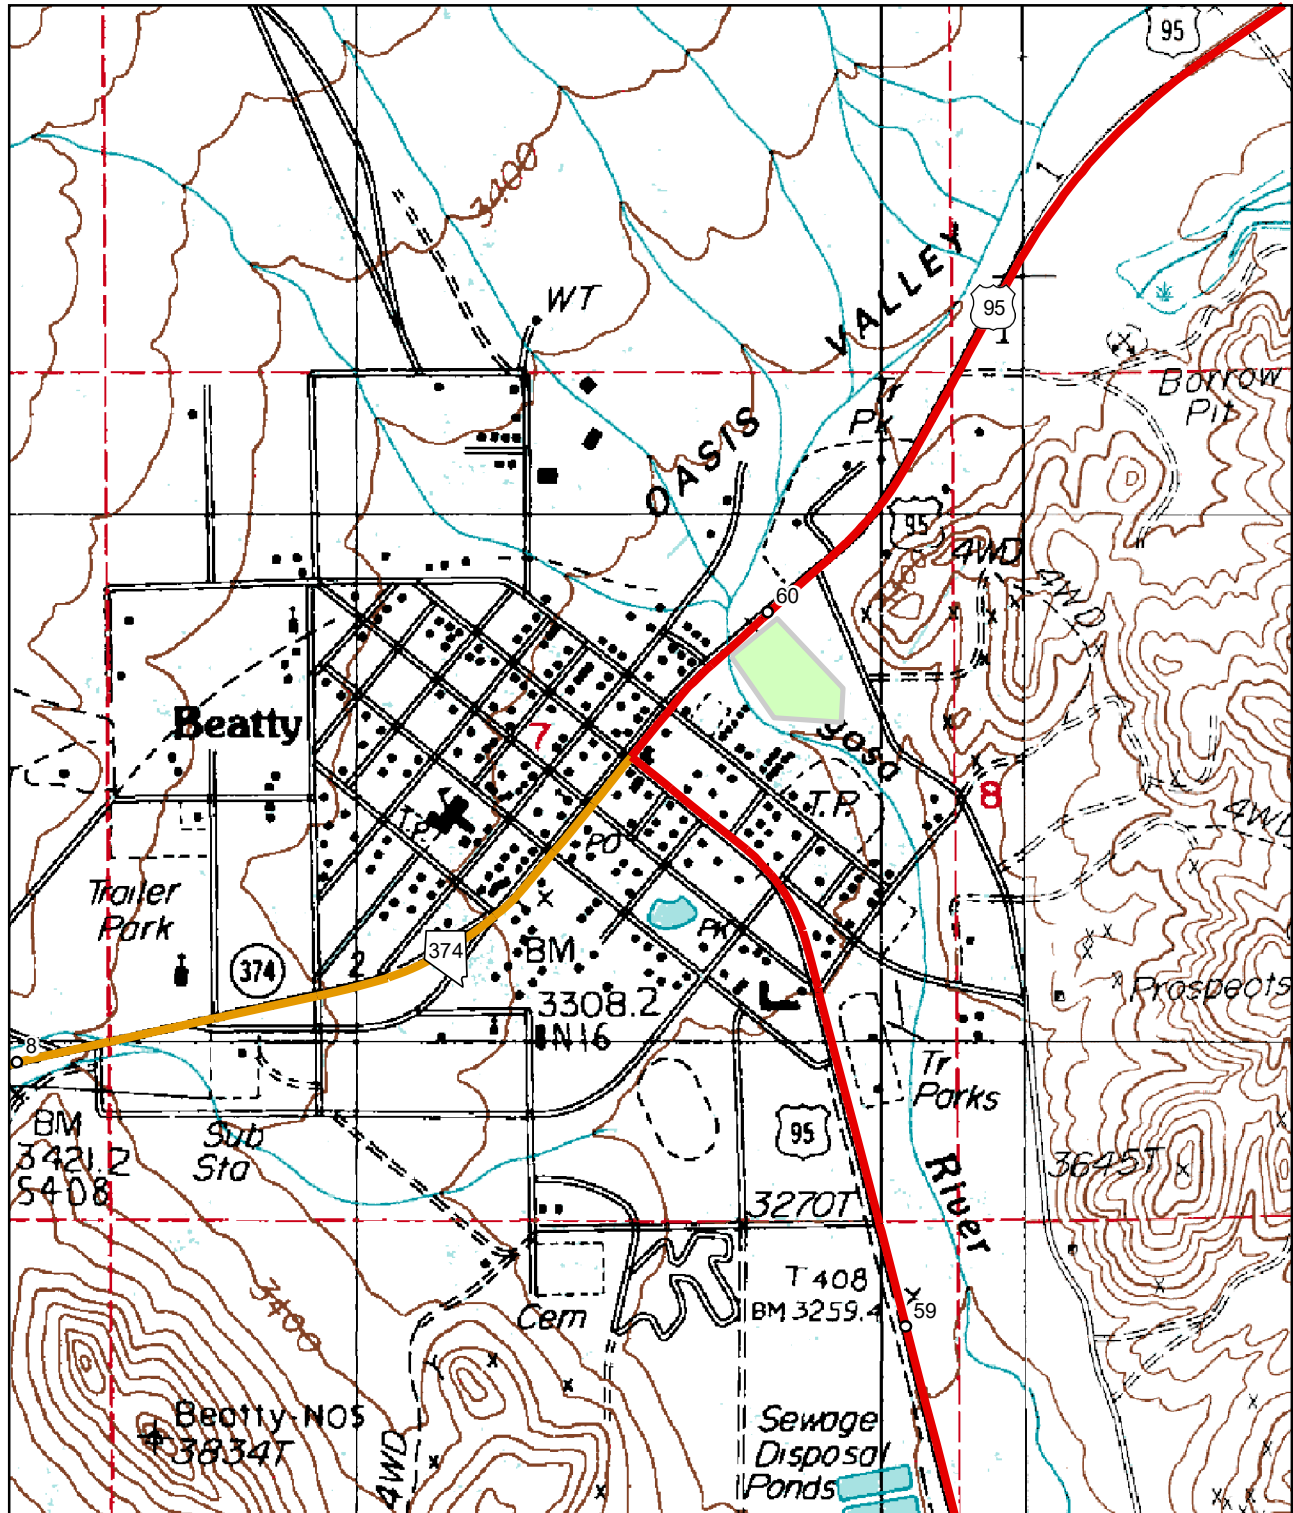 95
3400
1
VALLEY
WT
95
1
Borrow
Pit
Tr
Pk
OASIS
95
4WD
4WD
60
Beatty
7
8
T.P.
4WD
PO
Trailer
Park
Pk
374
BM
374
2
3308.2
N16
Prospects
8
Tr
Parks
BM
3421.2
S408
Sub
Sta
95
River
3645T
3270T
T 408
BM 3259.4
59
Cem
3400
Beatty-NOS
3834T
4WD
Sewage
Disposal
Ponds